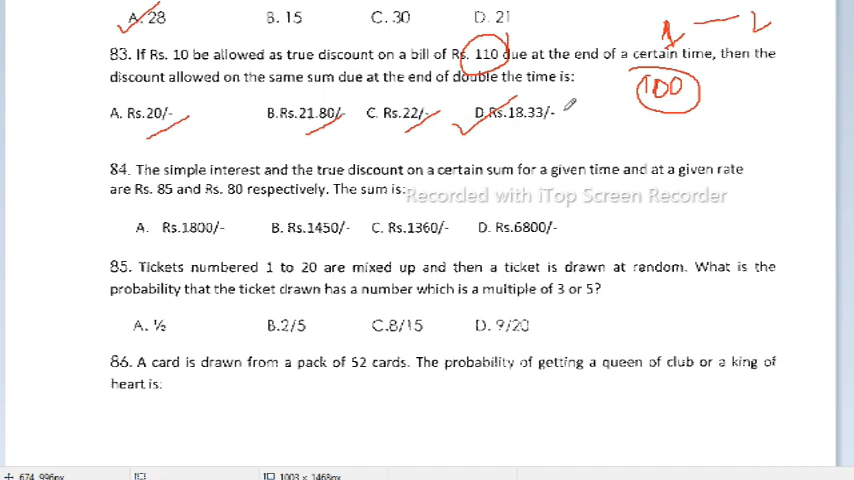 A. 28 B. 15 C. 30 D. 21
1 — 2
83. If Rs. 10 be allowed as true discount on a bill of Rs. 110 due at the end of a certain time, then the
discount allowed on the same sum due at the end of double the time is:
100
A. Rs.20/- B.Rs.21.80/- C. Rs.22/- D.Rs.18.33/-
84. The simple interest and the true discount on a certain sum for a given time and at a given rate
are Rs. 85 and Rs. 80 respectively. The sum is:
Recorded with iTop Screen Recorder
A. Rs.1800/- B. Rs.1450/- C. Rs.1360/- D. Rs.6800/-
85. Tickets numbered 1 to 20 are mixed up and then a ticket is drawn at random. What is the
probability that the ticket drawn has a number which is a multiple of 3 or 5?
A. ½ B.2/5 C.8/15 D. 9/20
86. A card is drawn from a pack of 52 cards. The probability of getting a queen of club or a king of
heart is:
674, 996px 1003 × 1468px